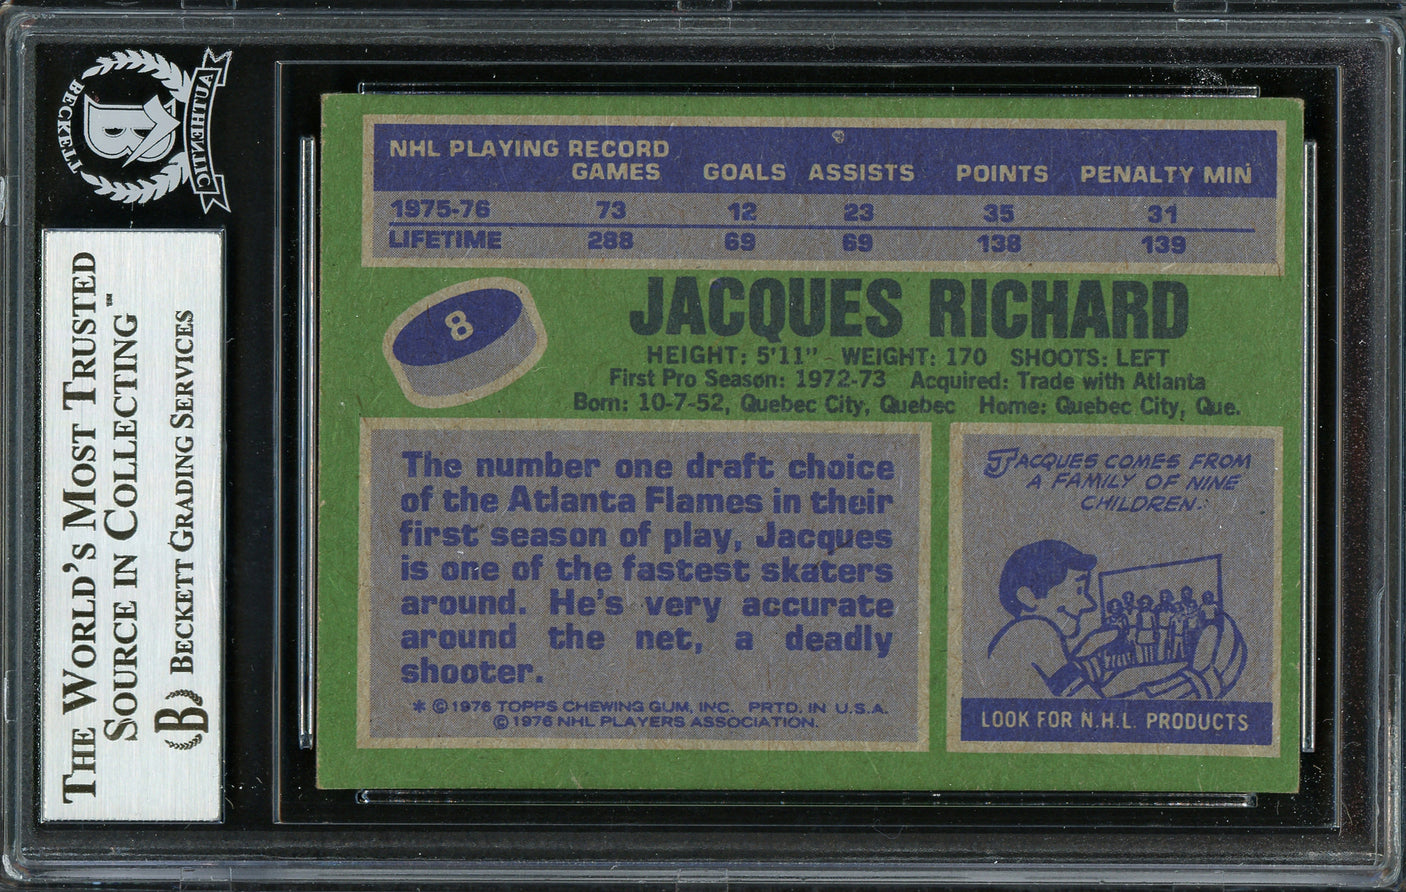 BECKETT
AUTHENTIC
B
THE WORLD'S MOST TRUSTED
SOURCE IN COLLECTING™
BECKETT GRADING SERVICES
B
NHL PLAYING RECORD
GAMES GOALS ASSISTS POINTS PENALTY MIN
1975-76 73 12 23 35 31
LIFETIME 288 69 69 138 139
8
JACQUES RICHARD
HEIGHT: 5'11" WEIGHT: 170 SHOOTS: LEFT
First Pro Season: 1972-73 Acquired: Trade with Atlanta
Born: 10-7-52, Quebec City, Quebec Home: Quebec City, Que.
The number one draft choice
of the Atlanta Flames in their
first season of play, Jacques
is one of the fastest skaters
around. He's very accurate
around the net, a deadly
shooter.
* © 1976 TOPPS CHEWING GUM, INC. PRTD. IN U.S.A.
© 1976 NHL PLAYERS ASSOCIATION.
JACQUES COMES FROM
A FAMILY OF NINE
CHILDREN.
LOOK FOR N.H.L. PRODUCTS